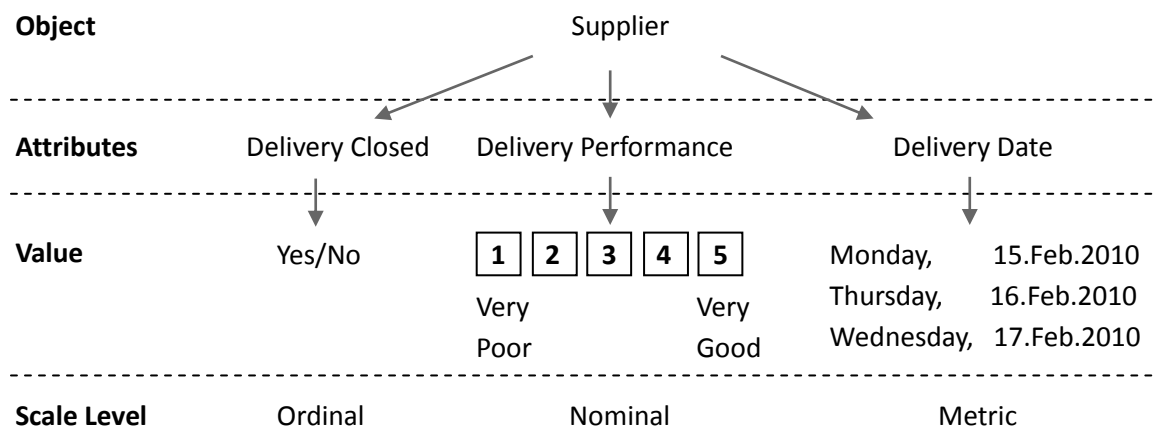 Object Supplier
Attributes Delivery Closed Delivery Performance Delivery Date
Value Yes/No 1 2 3 4 5 Monday, 15.Feb.2010
Very Very Thursday, 16.Feb.2010
Poor Good Wednesday, 17.Feb.2010
Scale Level Ordinal Nominal Metric